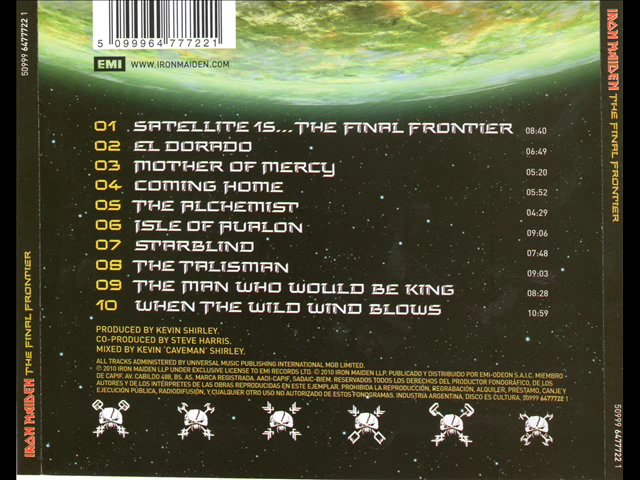 5 099964 777221
EMI WWW.IRONMAIDEN.COM
01 SATELLITE 15...THE FINAL FRONTIER 08:40
02 EL DORADO 06:49
03 MOTHER OF MERCY 05:20
04 COMING HOME 05:52
05 THE ALCHEMIST 04:29
06 ISLE OF AVALON 09:06
07 STARBLIND 07:48
08 THE TALISMAN 09:03
09 THE MAN WHO WOULD BE KING 08:28
10 WHEN THE WILD WIND BLOWS 10:59
PRODUCED BY KEVIN SHIRLEY.
CO-PRODUCED BY STEVE HARRIS.
MIXED BY KEVIN 'CAVEMAN' SHIRLEY.
ALL TRACKS ADMINISTERED BY UNIVERSAL MUSIC PUBLISHING INTERNATIONAL MGB LIMITED.
℗ 2010 IRON MAIDEN LLP UNDER EXCLUSIVE LICENSE TO EMI RECORDS LTD. © 2010 IRON MAIDEN LLP. PUBLICADO Y DISTRIBUIDO POR EMI-ODEON S.A.I.C. MIEMBRO
DE CAPIF. AV. CABILDO 488, BS. AS. MARCA REGISTRADA. AADI-CAPIF, SADAIC-BIEM. RESERVADOS TODOS LOS DERECHOS DEL PRODUCTOR FONOGRÁFICO, DE LOS
AUTORES Y DE LOS INTÉRPRETES DE LAS OBRAS REPRODUCIDAS EN ESTE EJEMPLAR. PROHIBIDA LA REPRODUCCIÓN, REGRABACIÓN, ALQUILER, PRÉSTAMO, CANJE Y
EJECUCIÓN PÚBLICA, RADIODIFUSIÓN, Y CUALQUIER OTRO USO NO AUTORIZADO DE ESTOS FONOGRAMAS. INDUSTRIA ARGENTINA. DISCO ES CULTURA. 50999 6477722 1
IRON MAIDEN THE FINAL FRONTIER
50999 6477722 1
IRON MAIDEN THE FINAL FRONTIER
50999 6477722 1